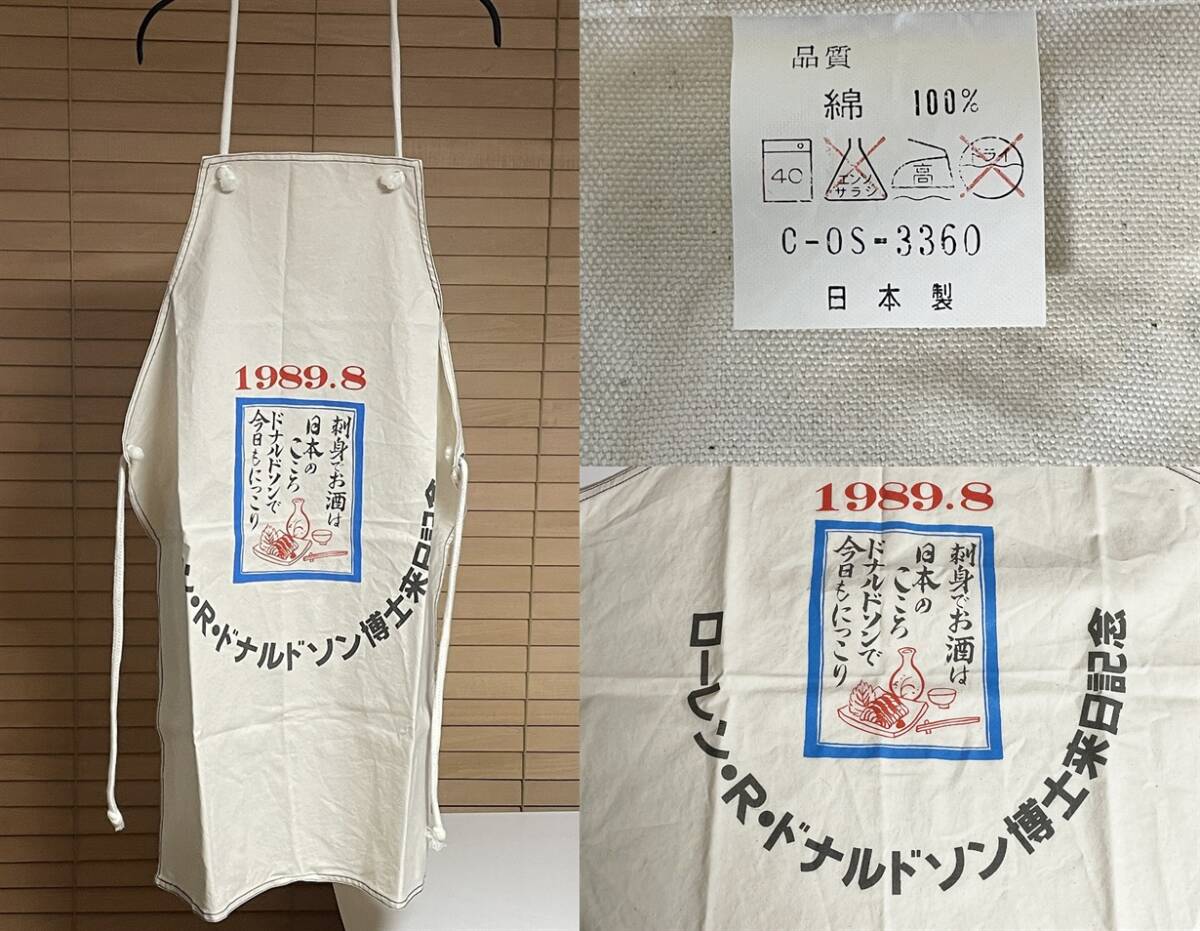 1989.8
刺身でお酒は
日本の
こころ
ドナルドソンで
今日もにっこり
・R・ドナルドソン博士来日記念
品質
綿 100%
40
エンソ
サラシ
高
ドライ
C-OS-3360
日本製
1989.8
刺身でお酒は
日本の
こころ
ドナルドソンで
今日もにっこり
ローレン・R・ドナルドソン博士来日記念